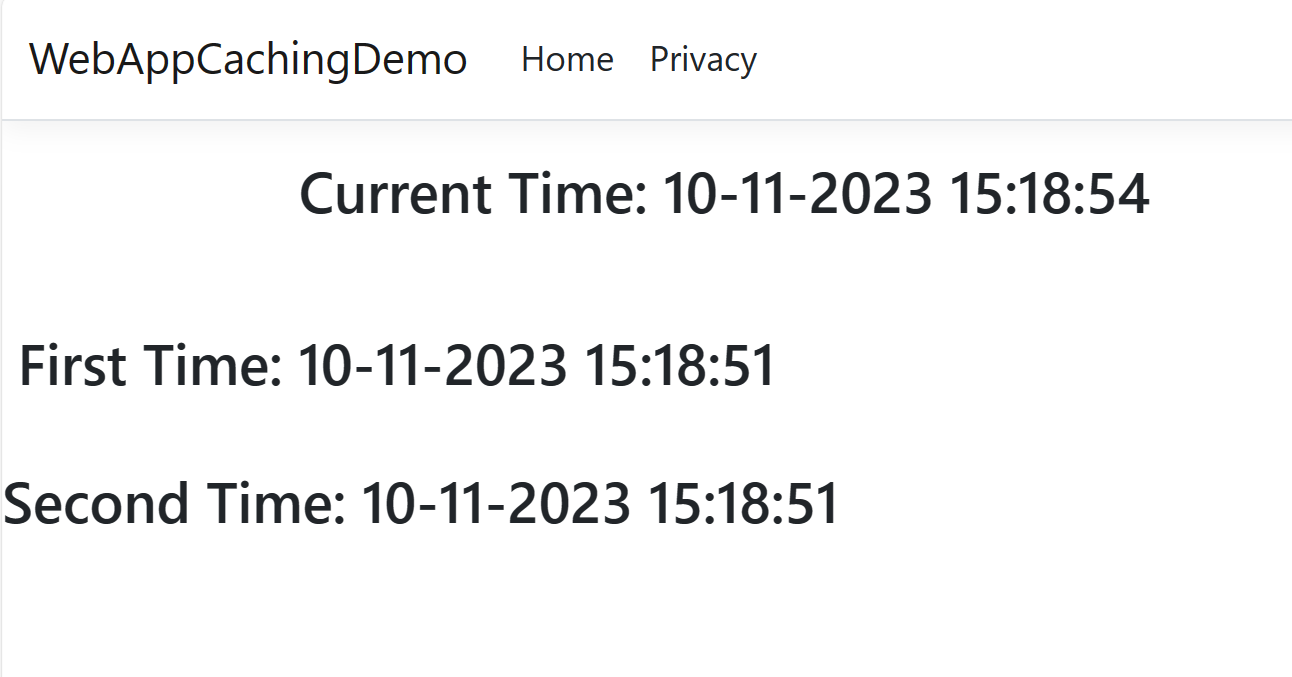 WebAppCachingDemo Home Privacy
Current Time: 10-11-2023 15:18:54
First Time: 10-11-2023 15:18:51
Second Time: 10-11-2023 15:18:51